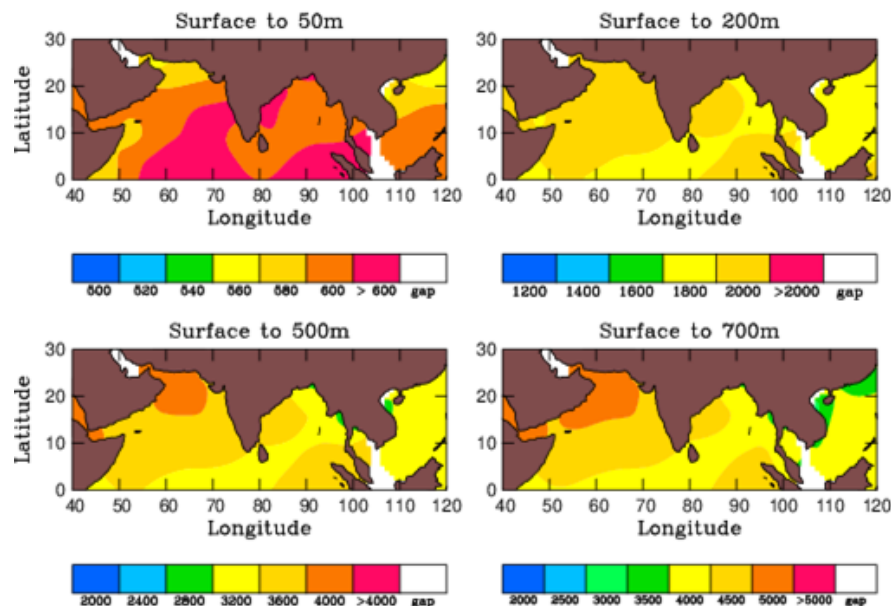 Surface to 50m
Surface to 200m
30
20
10
0
Latitude
40 50 60 70 80 90 100 110 120
Longitude
500 520 540 560 580 600 > 600 gap
30
20
10
0
40 50 60 70 80 90 100 110 120
Longitude
1200 1400 1600 1800 2000 >2000 gap
Surface to 500m
Surface to 700m
30
20
10
0
Latitude
40 50 60 70 80 90 100 110 120
Longitude
2000 2400 2800 3200 3600 4000 >4000 gap
30
20
10
0
40 50 60 70 80 90 100 110 120
Longitude
2000 2500 3000 3500 4000 4500 5000 >5000 gap